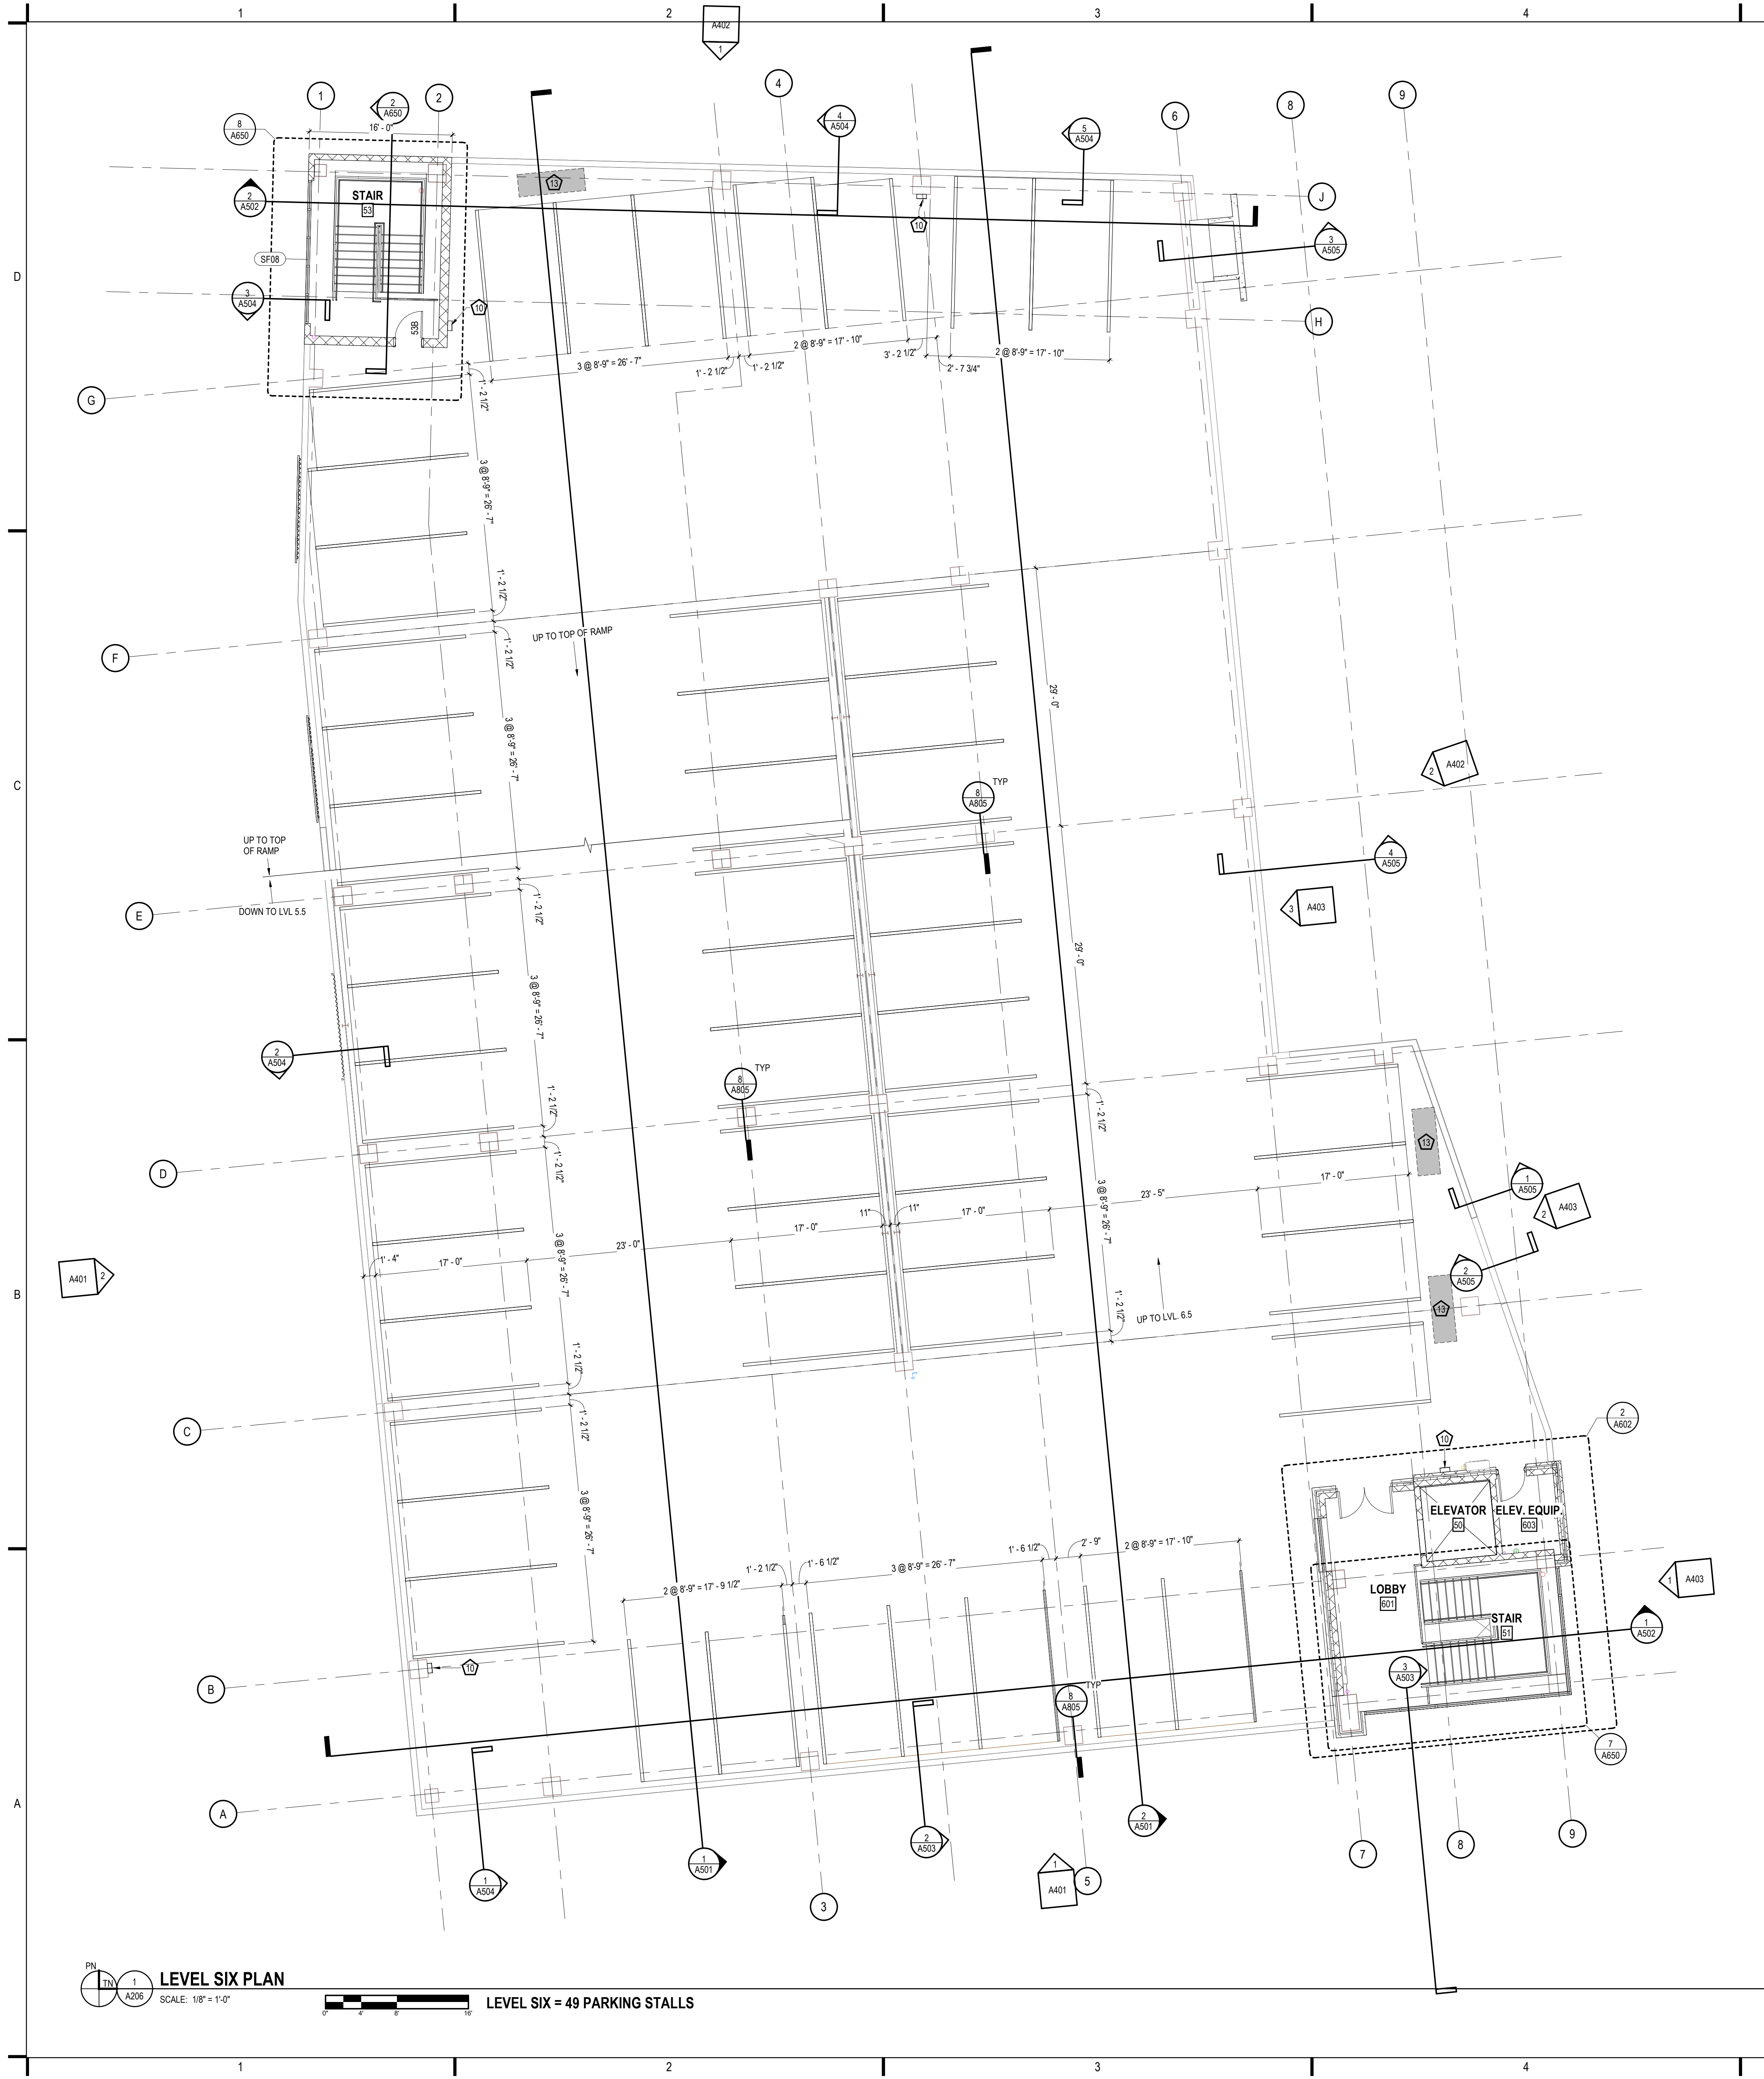 1
2
3
4
A402
1
1
2
A650
2
4
4
A504
5
A504
6
8
9
8
A650
16' - 0"
STAIR
53
13
2
A502
J
10
3
A505
SF08
D
D
3
A504
10
53B
H
3 @ 8'-9" = 26' - 7"
1' - 2 1/2"
1' - 2 1/2"
2 @ 8'-9" = 17' - 10"
3' - 2 1/2"
2' - 7 3/4"
2 @ 8'-9" = 17' - 10"
G
1' - 2 1/2"
3 @ 8'-9" = 26' - 7"
1' - 2 1/2"
UP TO TOP OF RAMP
F
1' - 2 1/2"
3 @ 8'-9" = 26' - 7"
29' - 0"
2
A402
C
8
A805
TYP
UP TO TOP
OF RAMP
4
A505
3
A403
E
DOWN TO LVL 5.5
1' - 2 1/2"
3 @ 8'-9" = 26' - 7"
29' - 0"
2
A504
8
A805
TYP
1' - 2 1/2"
1' - 2 1/2"
13
D
1' - 2 1/2"
1
A505
2
A403
17' - 0"
23' - 5"
3 @ 8'-9" = 26' - 7"
17' - 0"
11"
11"
17' - 0"
23' - 0"
3 @ 8'-9" = 26' - 7"
17' - 0"
1' - 4"
A401
2
2
A505
B
B
1' - 2 1/2"
UP TO LVL. 6.5
13
1' - 2 1/2"
C
1' - 2 1/2"
2
A602
10
ELEVATOR
50
ELEV. EQUIP.
603
3 @ 8'-9" = 26' - 7"
2 @ 8'-9" = 17' - 9 1/2"
1' - 2 1/2"
1' - 6 1/2"
3 @ 8'-9" = 26' - 7"
1' - 6 1/2"
2' - 9"
2 @ 8'-9" = 17' - 10"
1
A403
LOBBY
601
STAIR
51
1
A502
10
B
3
A503
8
A805
TYP
7
A650
A
A
2
A501
2
A503
1
A501
1
A504
3
1
A401
5
7
8
9
PN
TN
1
A206
LEVEL SIX PLAN
SCALE: 1/8" = 1'-0"
0"
4'
8'
16'
LEVEL SIX = 49 PARKING STALLS
1
2
3
4